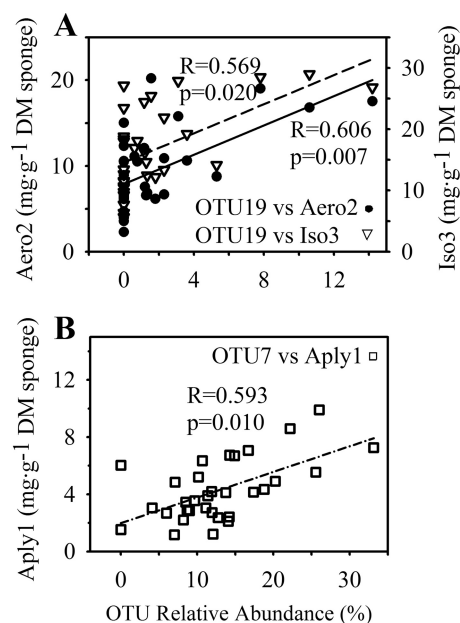 A
R=0.569
p=0.020
R=0.606
p=0.007
OTU19 vs Aero2
OTU19 vs Iso3
Aero2 (mg·g⁻¹ DM sponge)
20
10
0
Iso3 (mg·g⁻¹ DM sponge)
30
20
10
0
0 4 8 12
B
OTU7 vs Aply1
R=0.593
p=0.010
Aply1 (mg·g⁻¹ DM sponge)
15
12
8
4
0
0 10 20 30
OTU Relative Abundance (%)